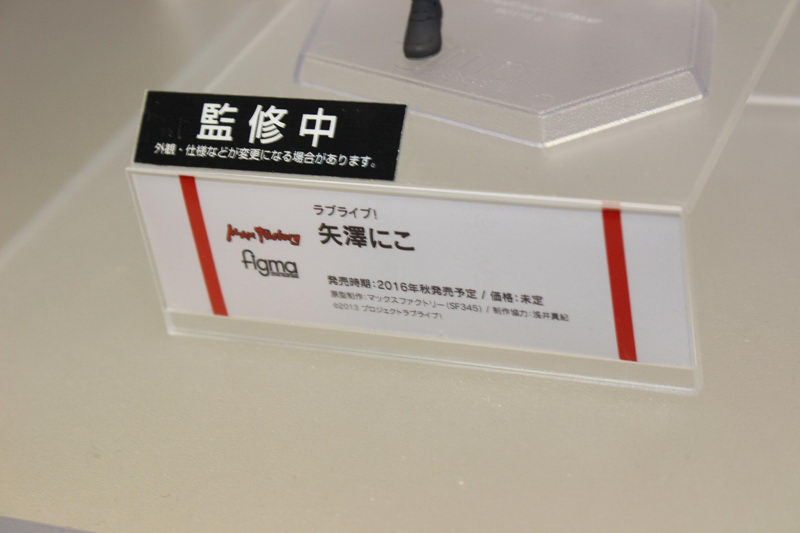 監修中
外観・仕様などが変更になる場合があります。
ラブライブ!
矢澤にこ
Max Factory
figma
発売時期:2016年秋発売予定 / 価格:未定
原型制作:マックスファクトリー(SF345) / 制作協力:浅井真紀
©2013 プロジェクトラブライブ!